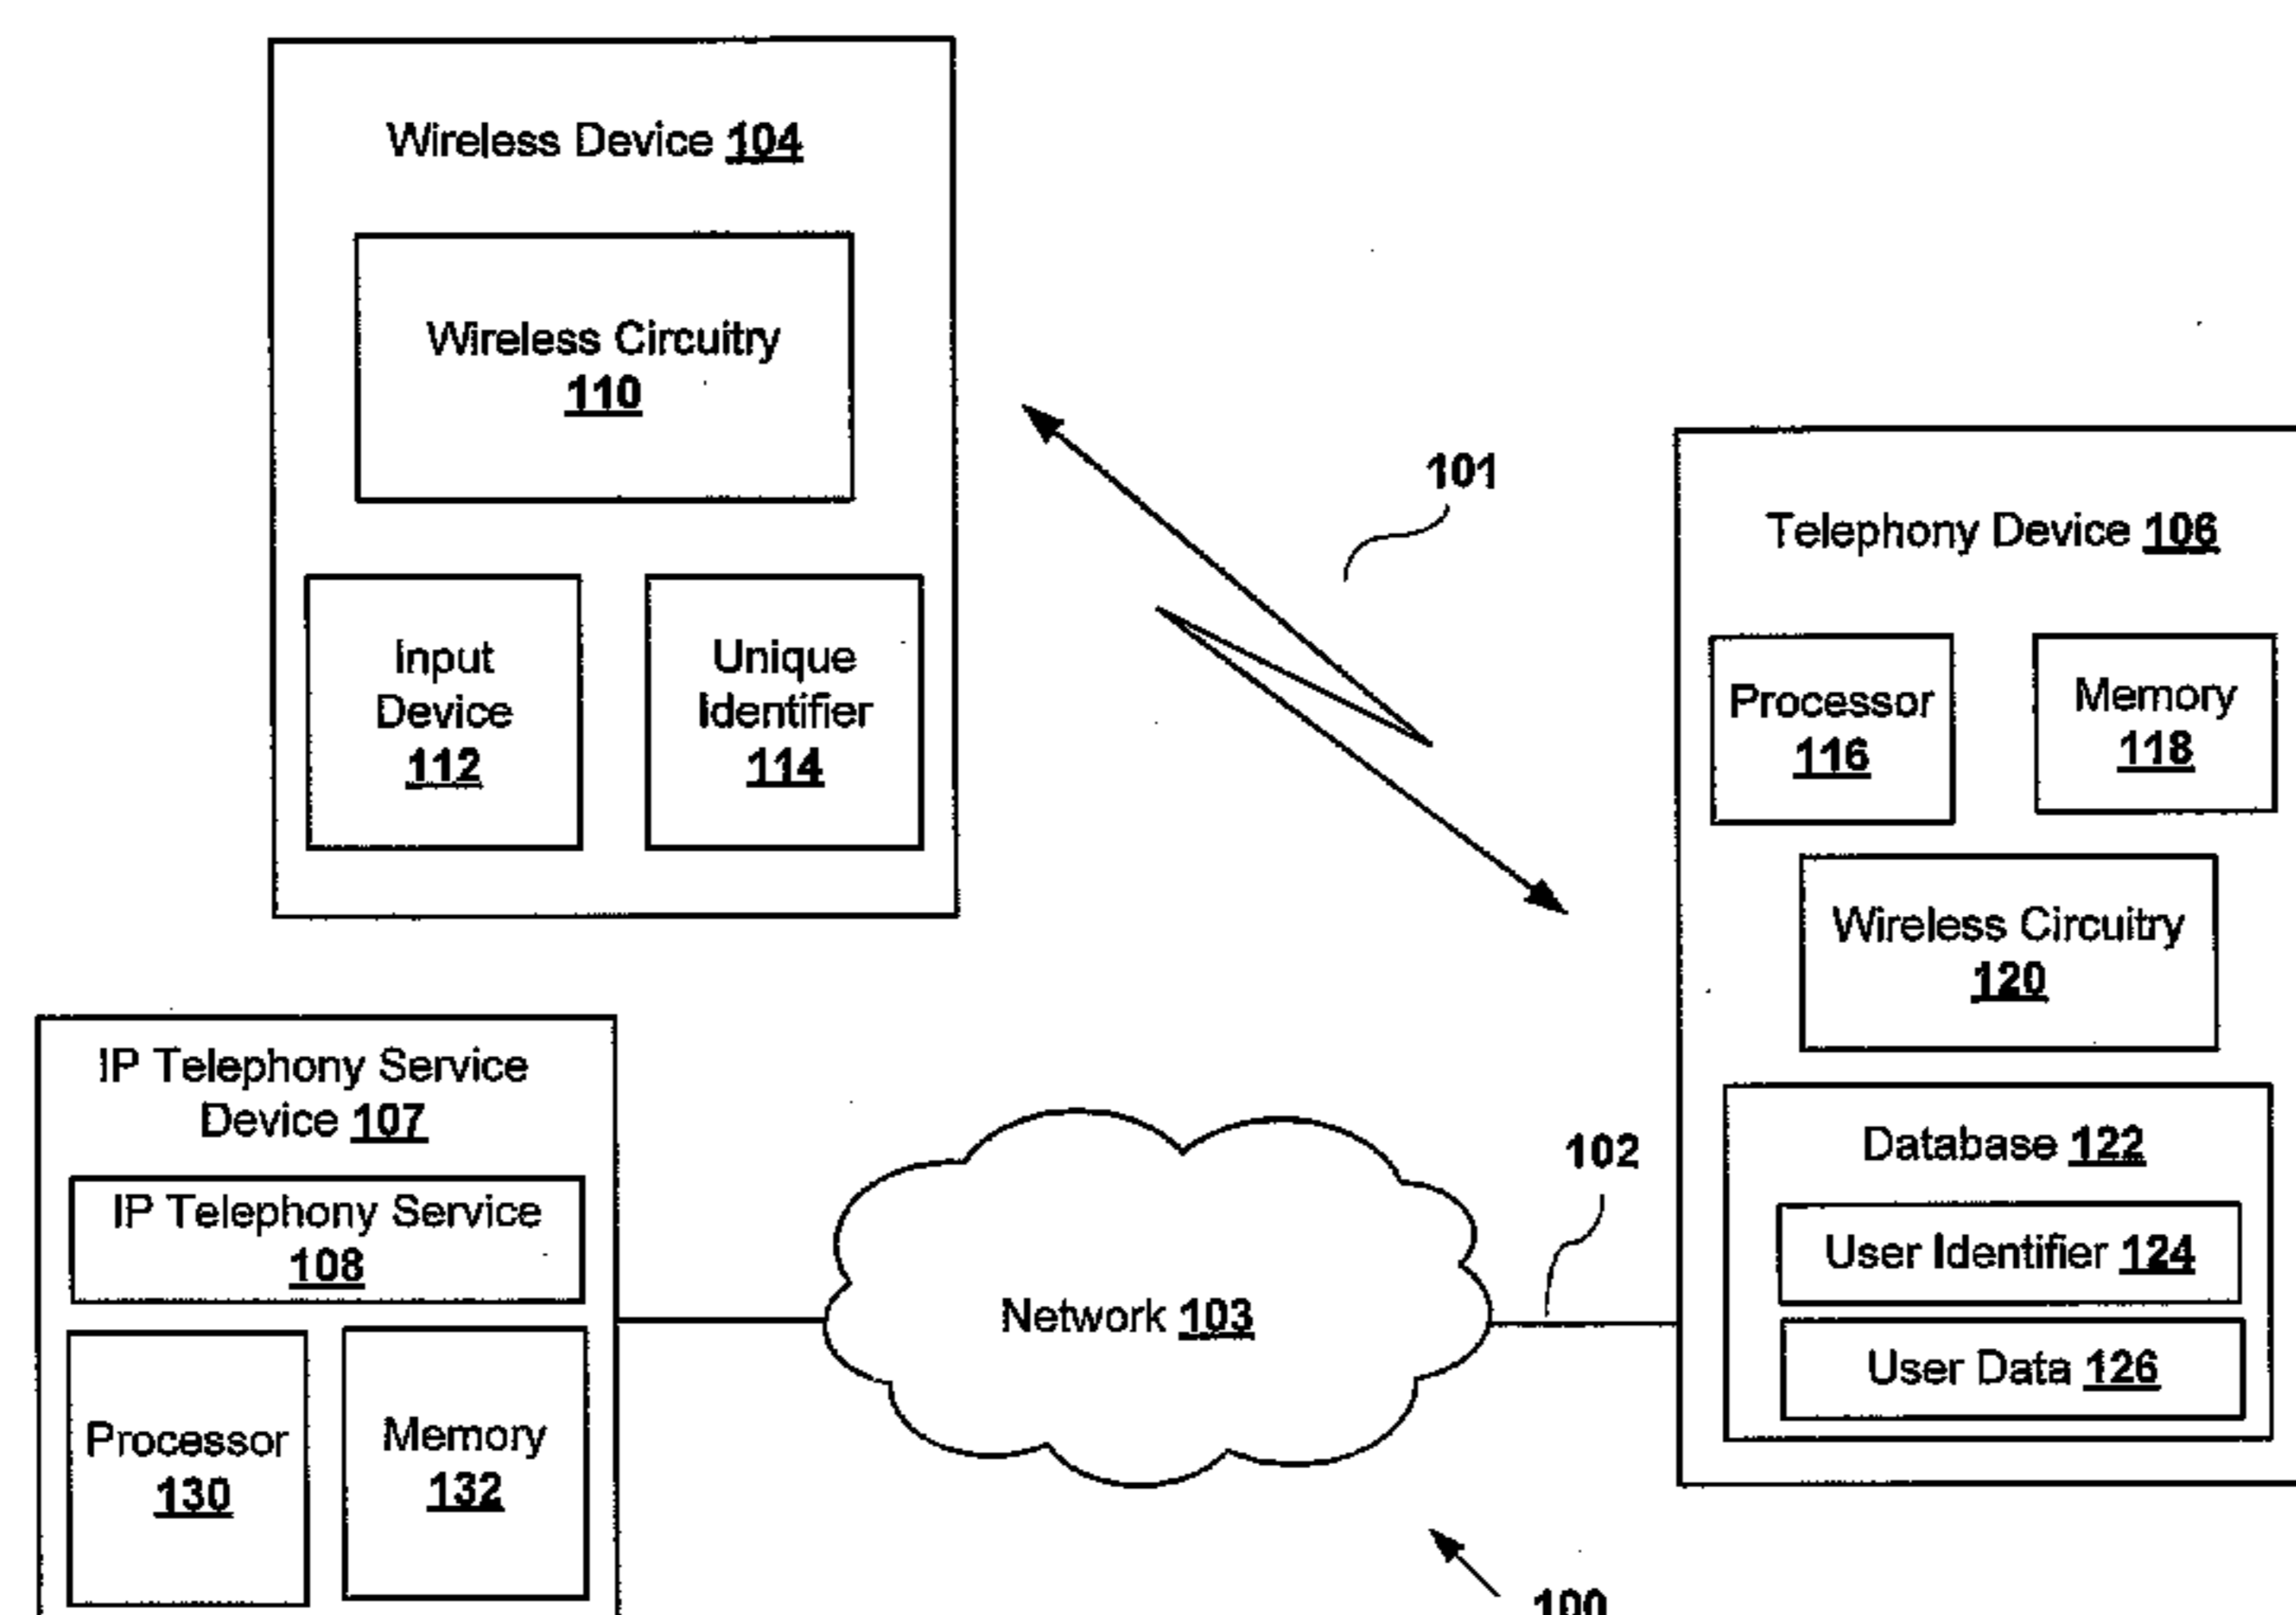 Wireless Device 104
Wireless Circuitry
110
Input
Device
112
Unique
Identifier
114
101
Telephony Device 106
Processor
116
Memory
118
Wireless Circuitry
120
Database 122
User Identifier 124
User Data 126
IP Telephony Service
Device 107
IP Telephony Service
108
Processor
130
Memory
132
Network 103
102
100